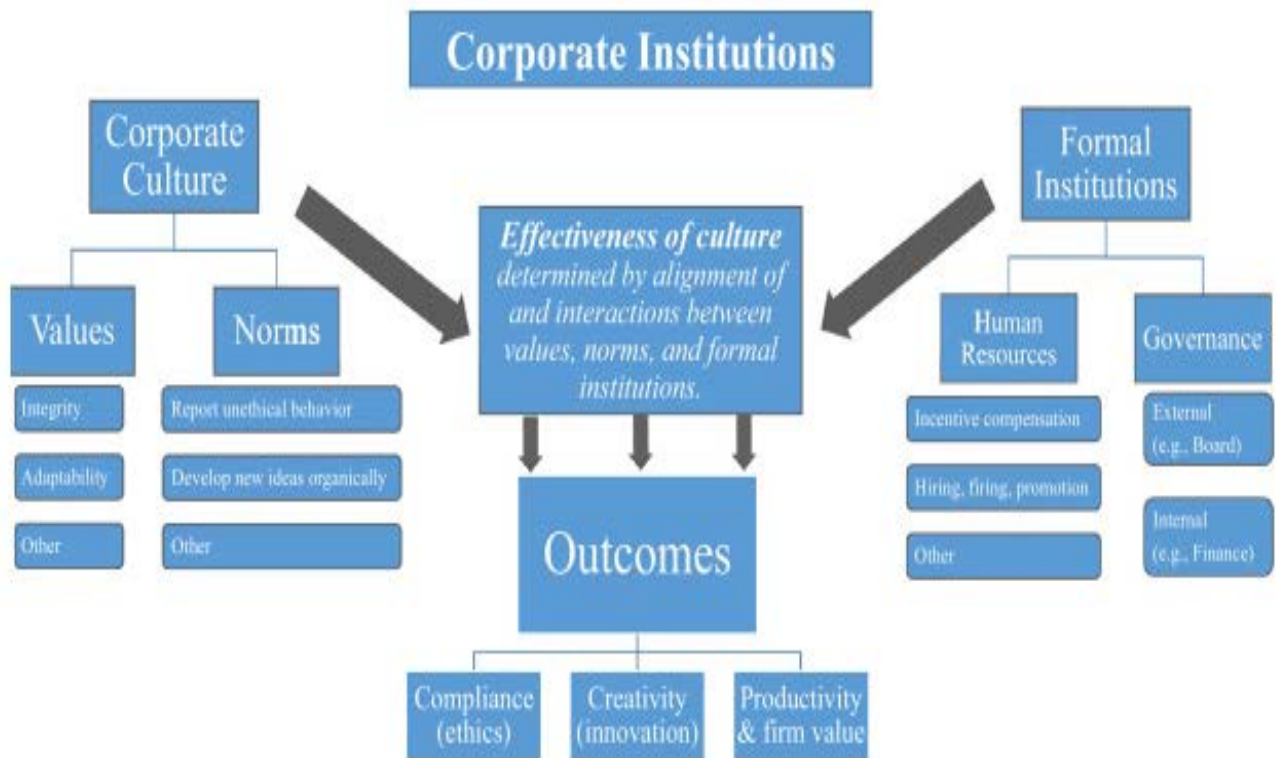 Corporate Institutions
Corporate
Culture
Values
Integrity
Adaptability
Other
Norms
Report unethical behavior
Develop new ideas organically
Other
Effectiveness of culture
determined by alignment of
and interactions between
values, norms, and formal
institutions.
Formal
Institutions
Human
Resources
Incentive compensation
Hiring, firing, promotion
Other
Governance
External
(e.g., Board)
Internal
(e.g., Finance)
Outcomes
Compliance
(ethics)
Creativity
(innovation)
Productivity
& firm value